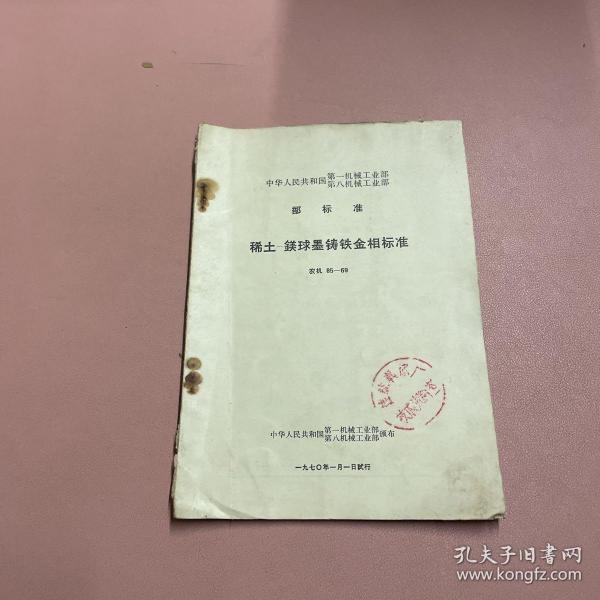 中华人民共和国第一机械工业部
第八机械工业部
部标准
稀土-鎂球墨铸铁金相标准
农机 85—69
中华人民共和国第一机械工业部颁布
第八机械工业部
一九七〇年一月一日試行
孔夫子旧书网
www.kongfz.com